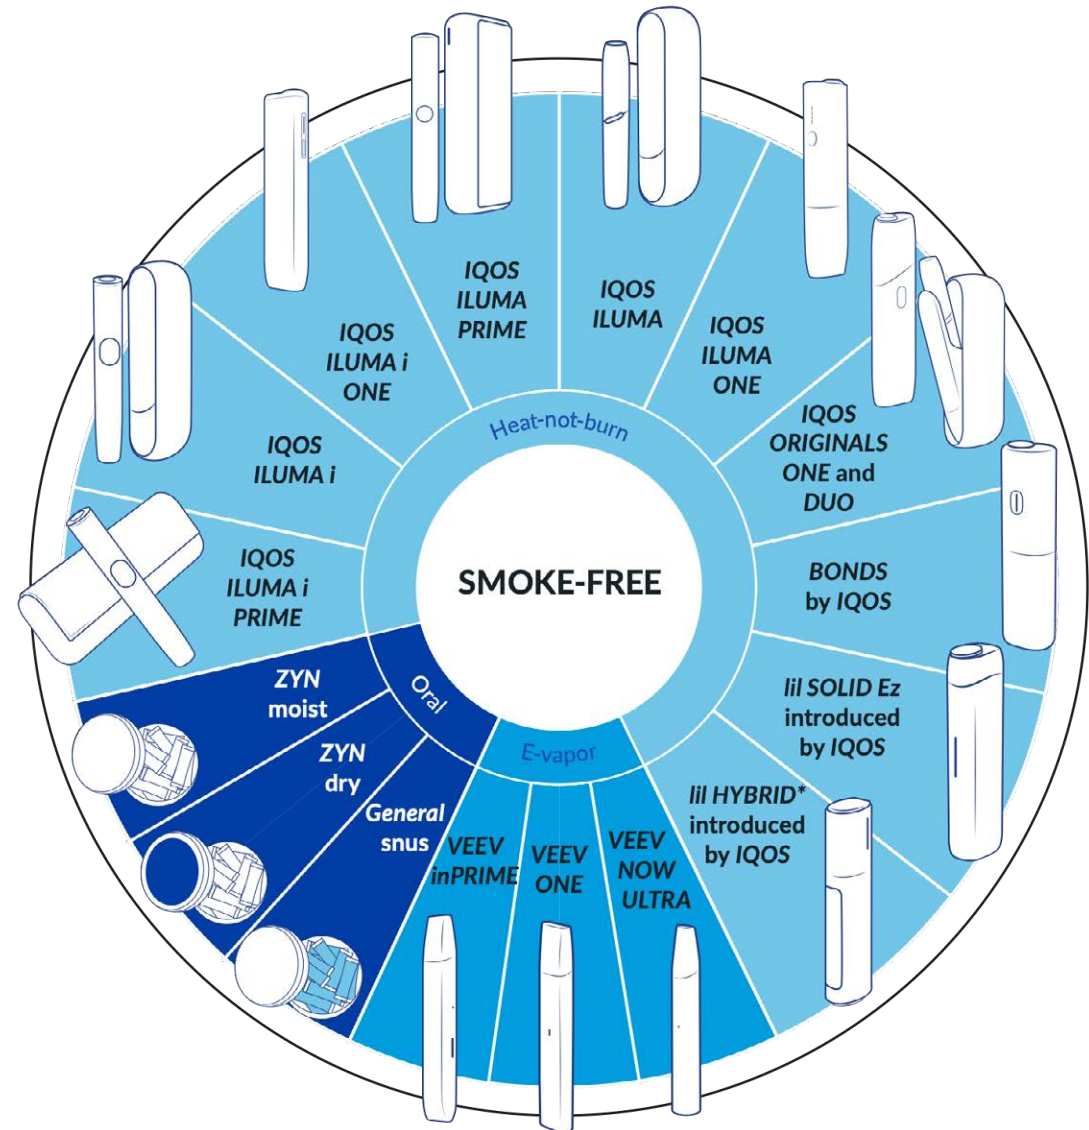 SMOKE-FREE
Heat-not-burn
IQOS
ILUMA
PRIME
IQOS
ILUMA
IQOS
ILUMA
ONE
IQOS
ORIGINALS
ONE and
DUO
BONDS
by IQOS
lil SOLID Ez
introduced
by IQOS
lil HYBRID*
introduced
by IQOS
E-vapor
VEEV
NOW
ULTRA
VEEV
ONE
VEEV
inPRIME
Oral
General
snus
ZYN
dry
ZYN
moist
IQOS
ILUMA i
PRIME
IQOS
ILUMA i
IQOS
ILUMA i
ONE